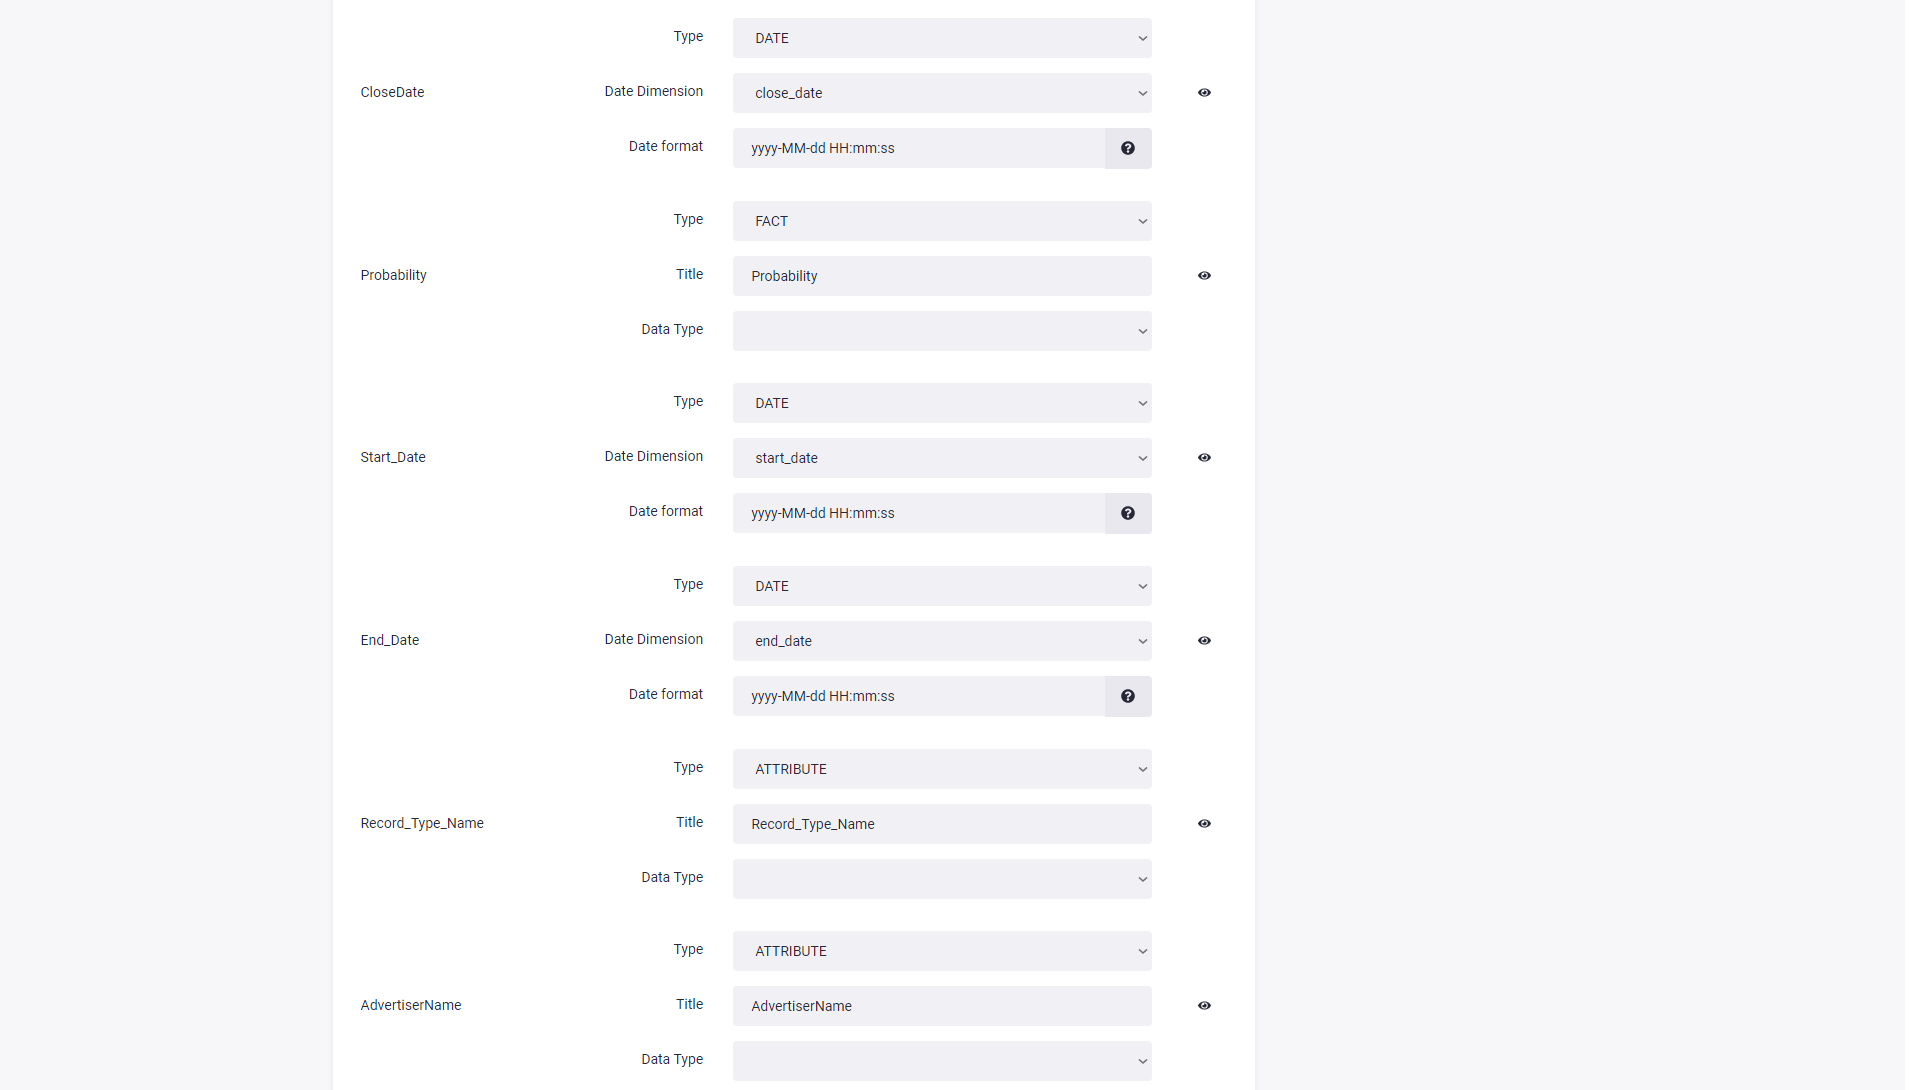 Type DATE
CloseDate Date Dimension close_date
Date format yyyy-MM-dd HH:mm:ss
Type FACT
Probability Title Probability
Data Type
Type DATE
Start_Date Date Dimension start_date
Date format yyyy-MM-dd HH:mm:ss
Type DATE
End_Date Date Dimension end_date
Date format yyyy-MM-dd HH:mm:ss
Type ATTRIBUTE
Record_Type_Name Title Record_Type_Name
Data Type
Type ATTRIBUTE
AdvertiserName Title AdvertiserName
Data Type